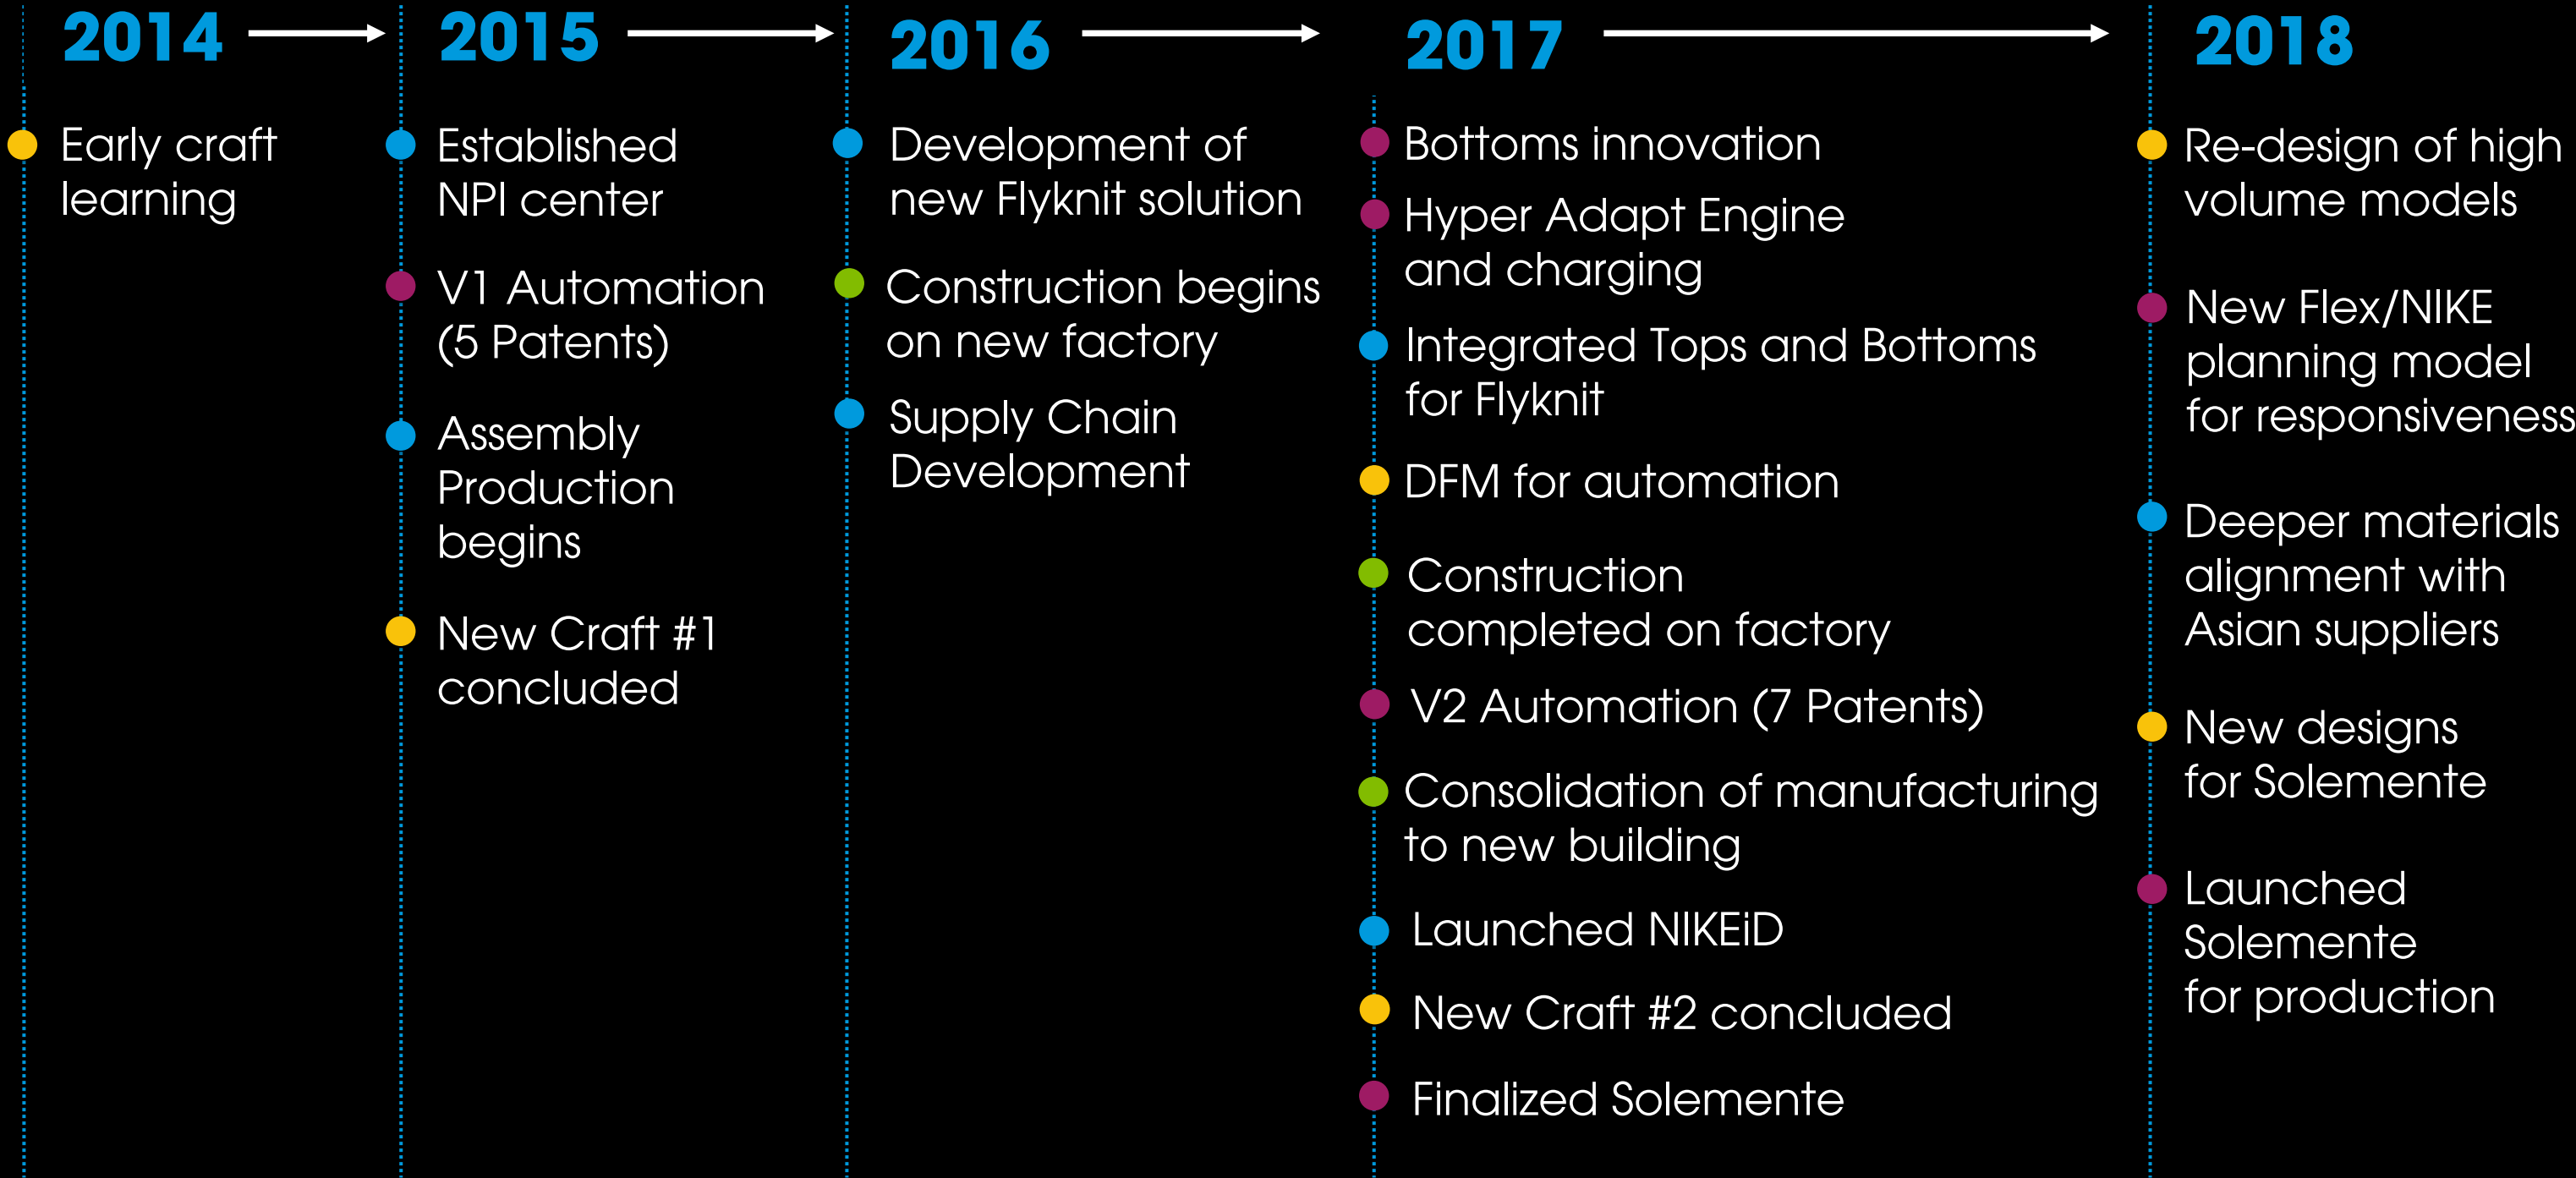 2014
Early craft
learning
2015
Established
NPI center
V1 Automation
(5 Patents)
Assembly
Production
begins
New Craft #1
concluded
2016
Development of
new Flyknit solution
Construction begins
on new factory
Supply Chain
Development
2017
Bottoms innovation
Hyper Adapt Engine
and charging
Integrated Tops and Bottoms
for Flyknit
DFM for automation
Construction
completed on factory
V2 Automation (7 Patents)
Consolidation of manufacturing
to new building
Launched NIKEiD
New Craft #2 concluded
Finalized Solemente
2018
Re-design of high
volume models
New Flex/NIKE
planning model
for responsiveness
Deeper materials
alignment with
Asian suppliers
New designs
for Solemente
Launched
Solemente
for production